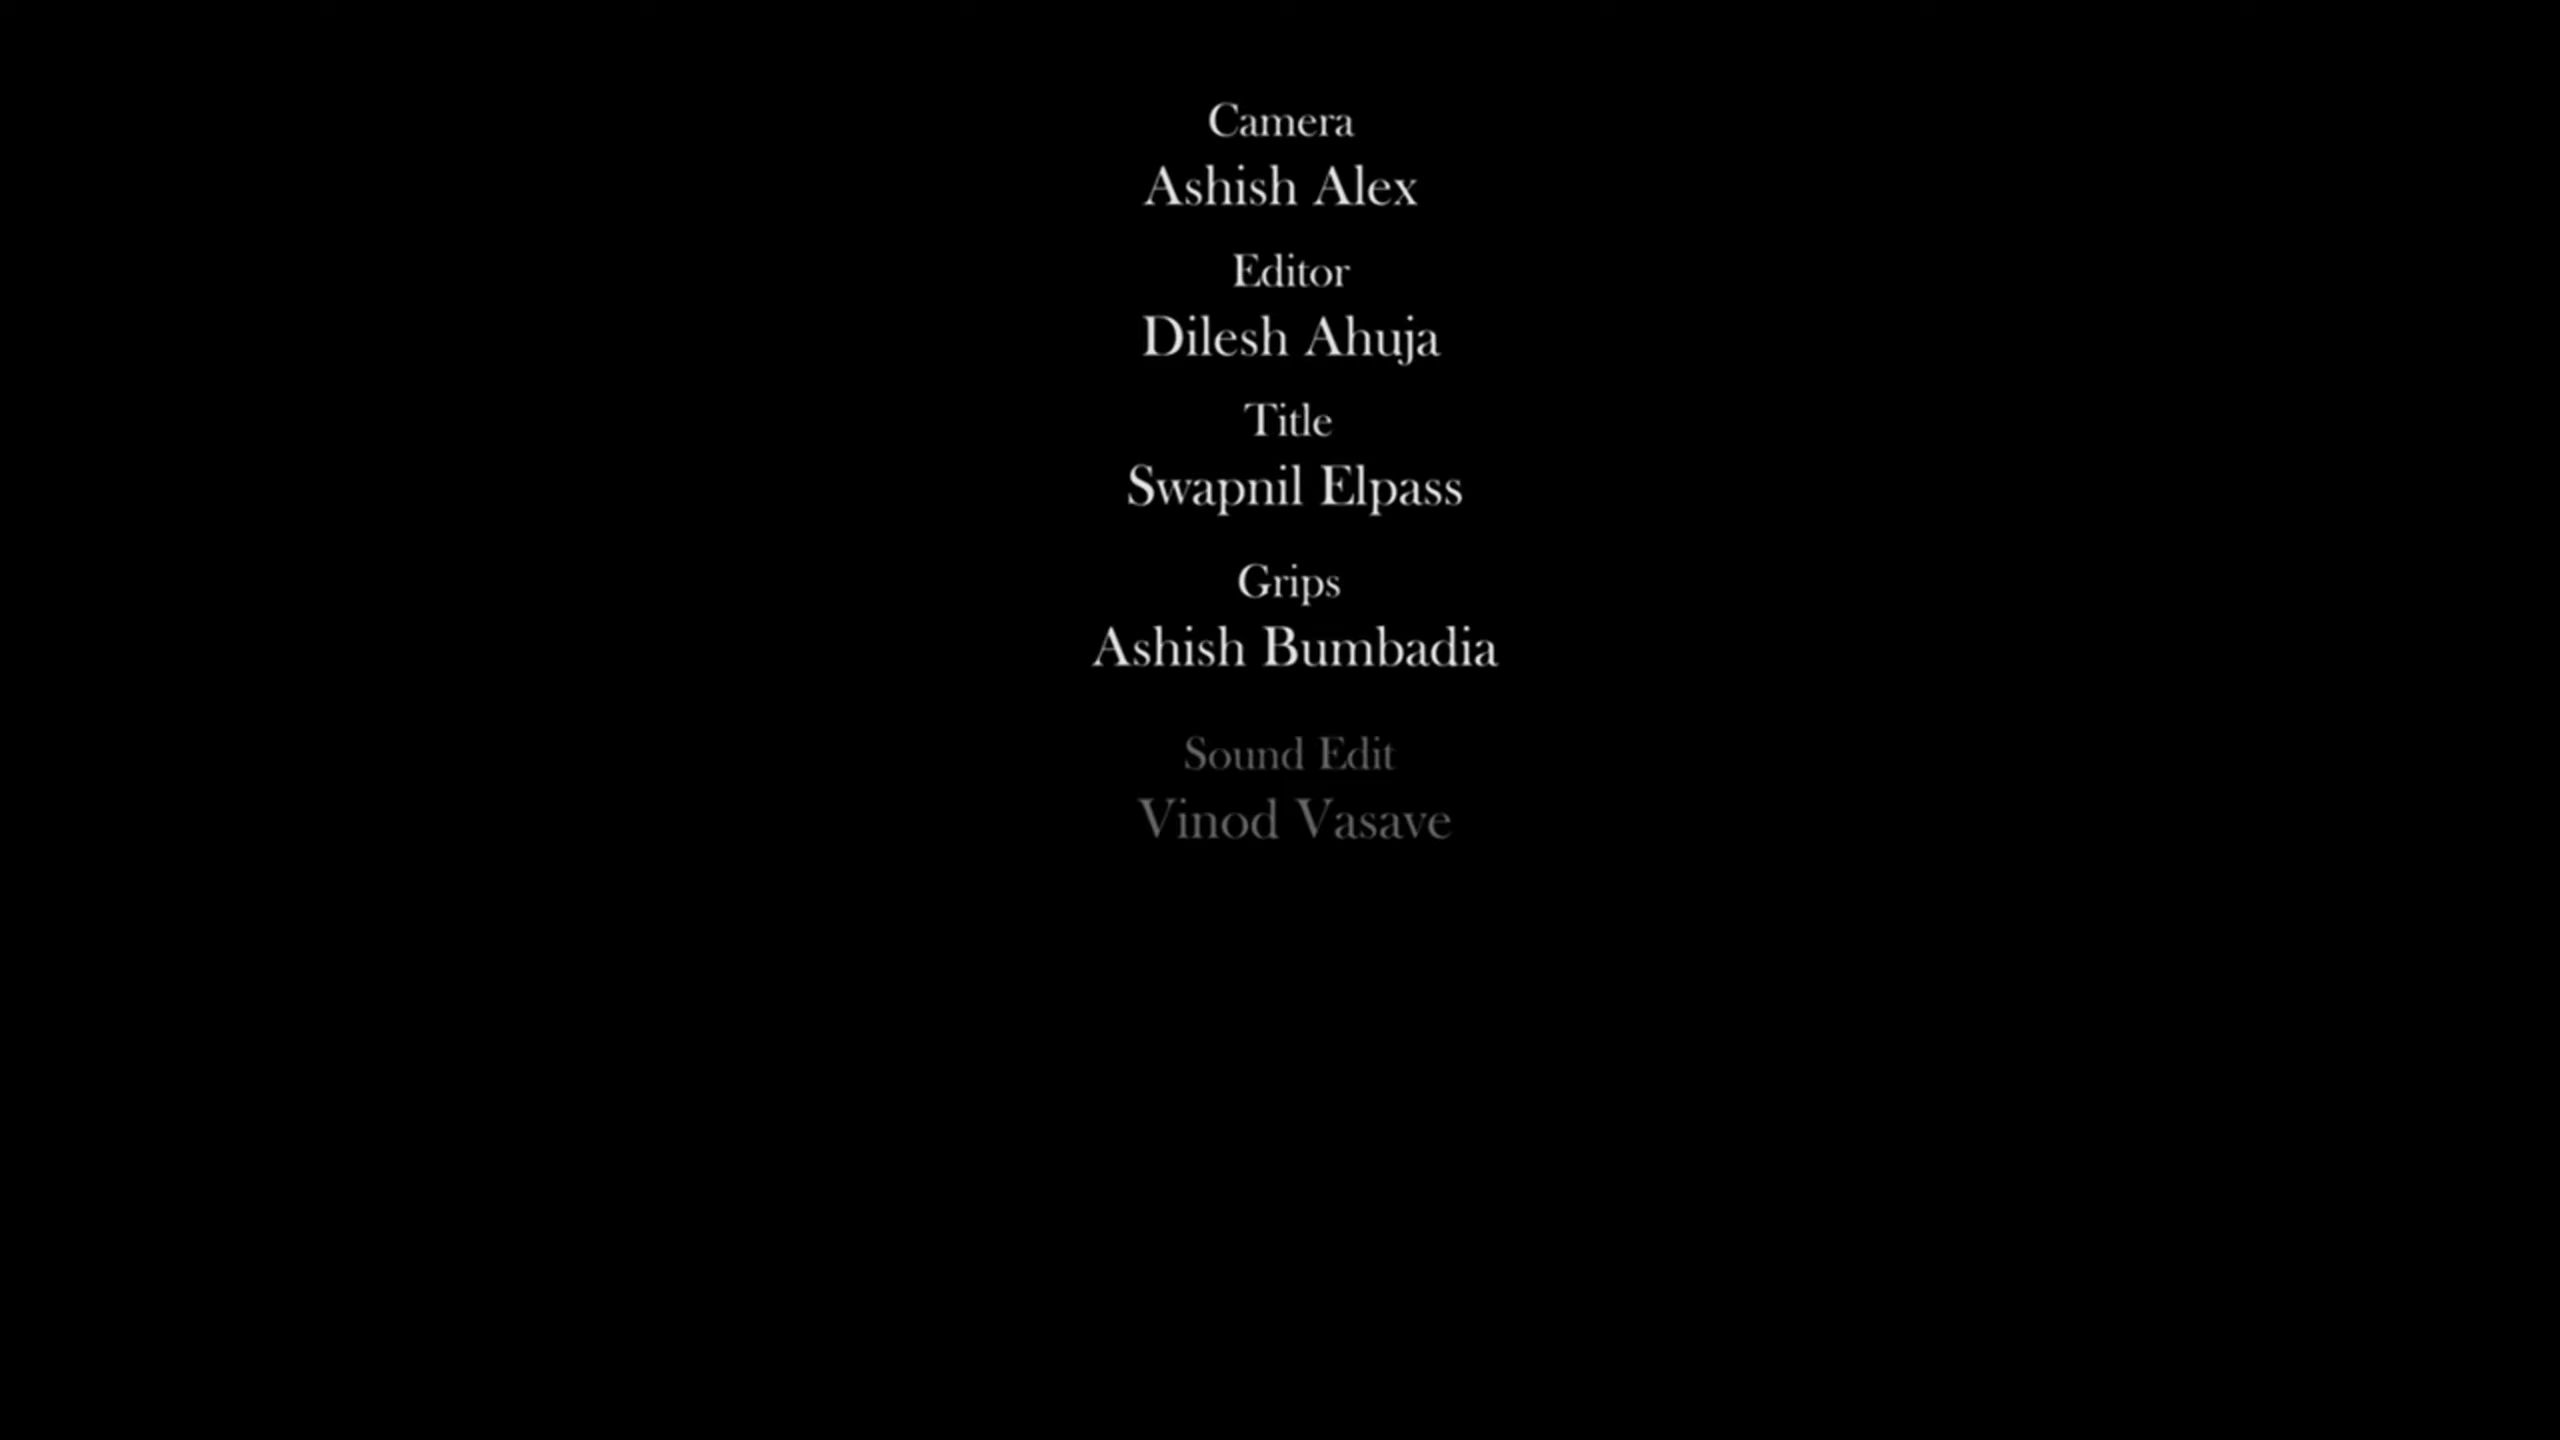 Camera
Ashish Alex
Editor
Dilesh Ahuja
Title
Swapnil Elpass
Grips
Ashish Bumbadia
Sound Edit
Vinod Vasave